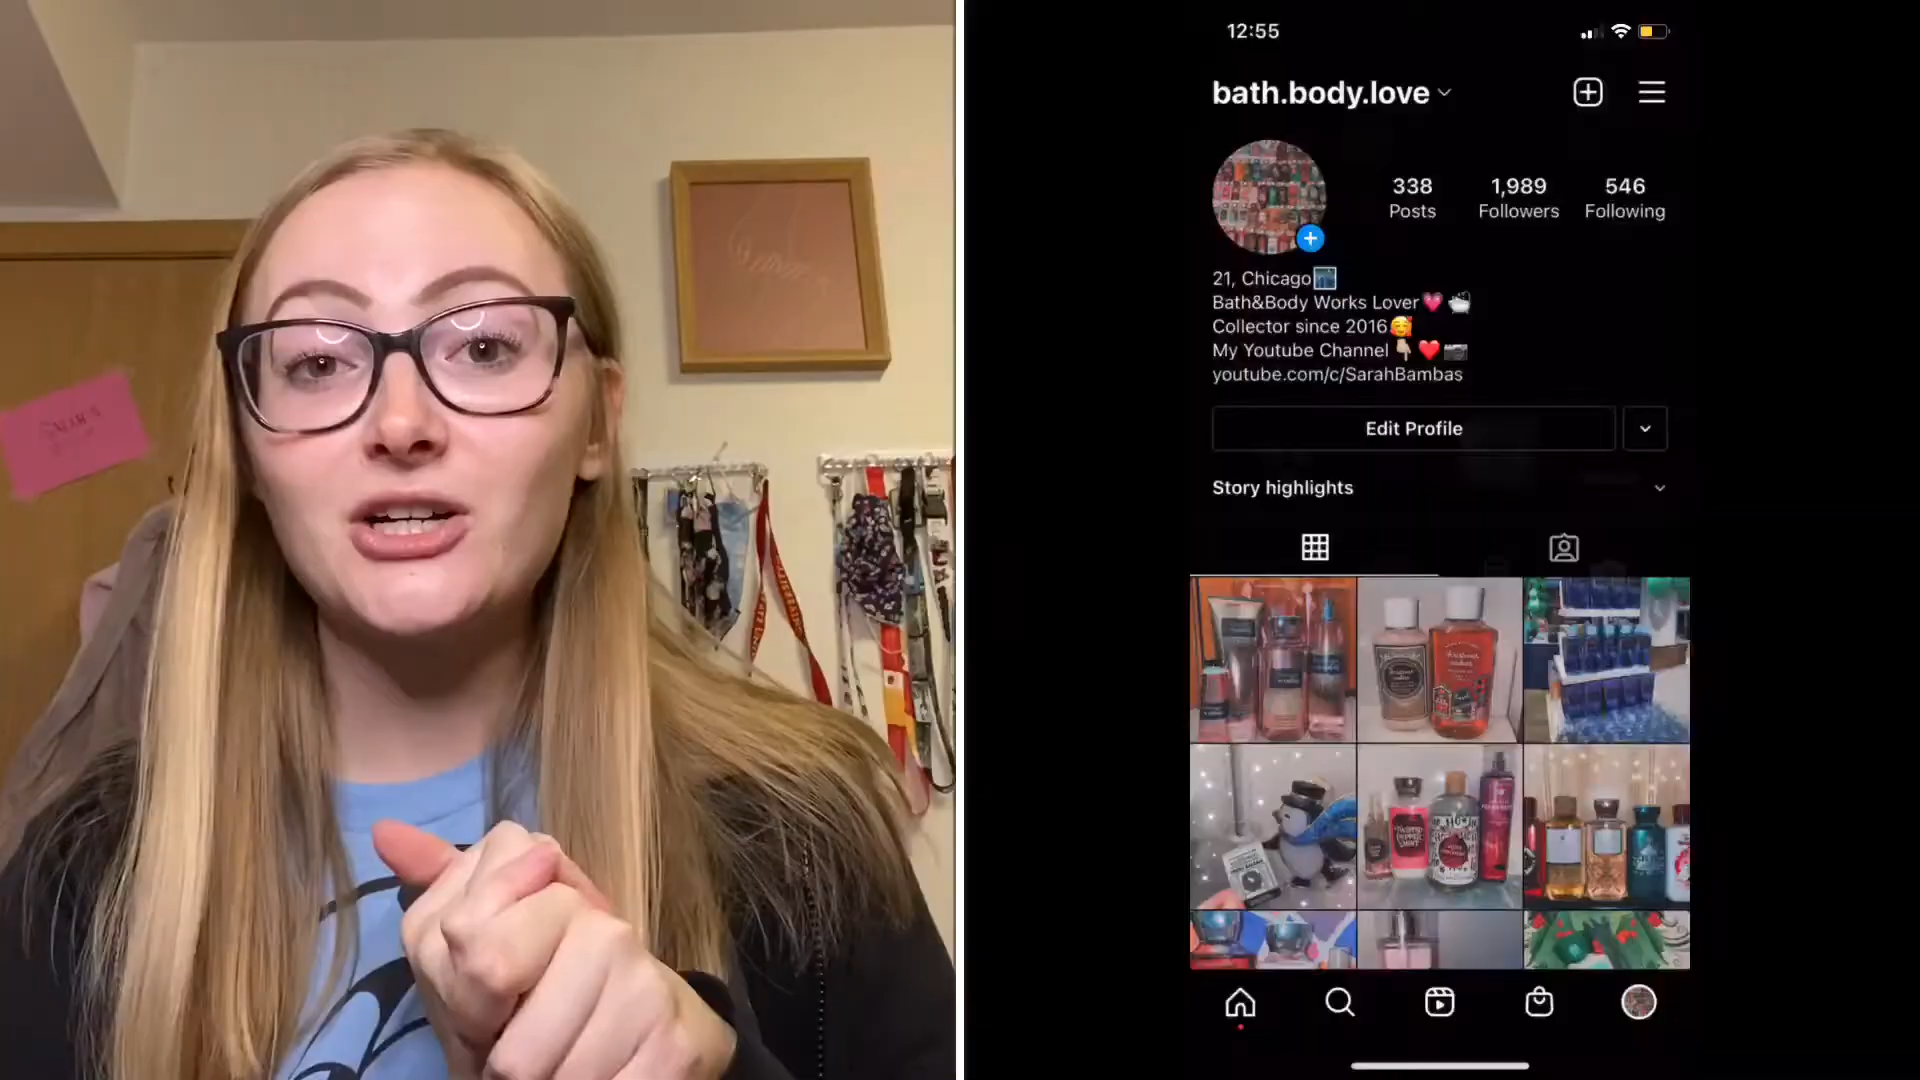 12:55
bath.body.love
338
Posts
1,989
Followers
546
Following
21, Chicago
Bath&Body Works Lover
Collector since 2016
My Youtube Channel
youtube.com/c/SarahBambas
Edit Profile
Story highlights